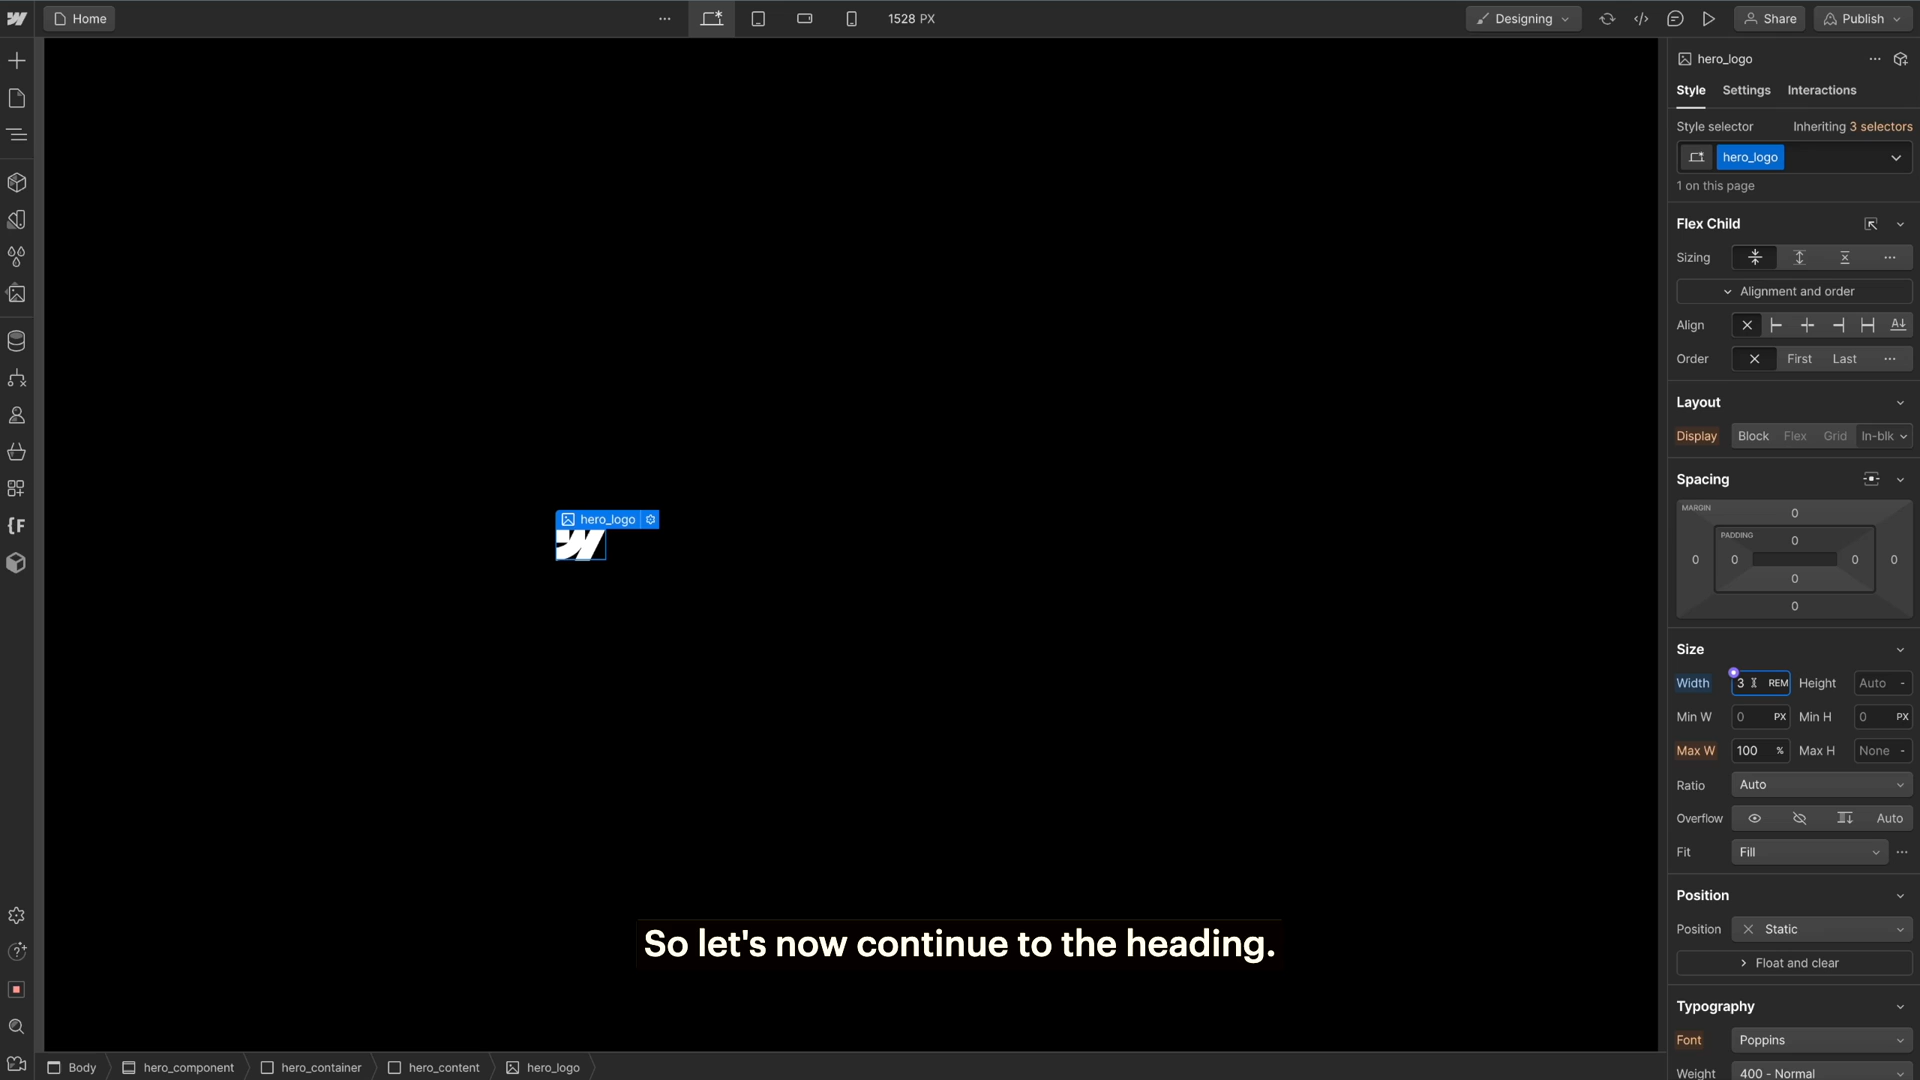 Home
1528 PX
Designing
Share
Publish
hero_logo
Style Settings Interactions
Style selector Inheriting 3 selectors
hero_logo
1 on this page
Flex Child
Sizing
Alignment and order
Align
Order First Last
Layout
Display Block Flex Grid In-blk
Spacing
MARGIN 0
PADDING 0
0 0 0 0
0
0
Size
Width 3 REM Height Auto -
Min W 0 PX Min H 0 PX
Max W 100 % Max H None -
Ratio Auto
Overflow Auto
Fit Fill
Position
Position Static
Float and clear
Typography
Font Poppins
Weight 400 - Normal
hero_logo
So let's now continue to the heading.
Body hero_component hero_container hero_content hero_logo